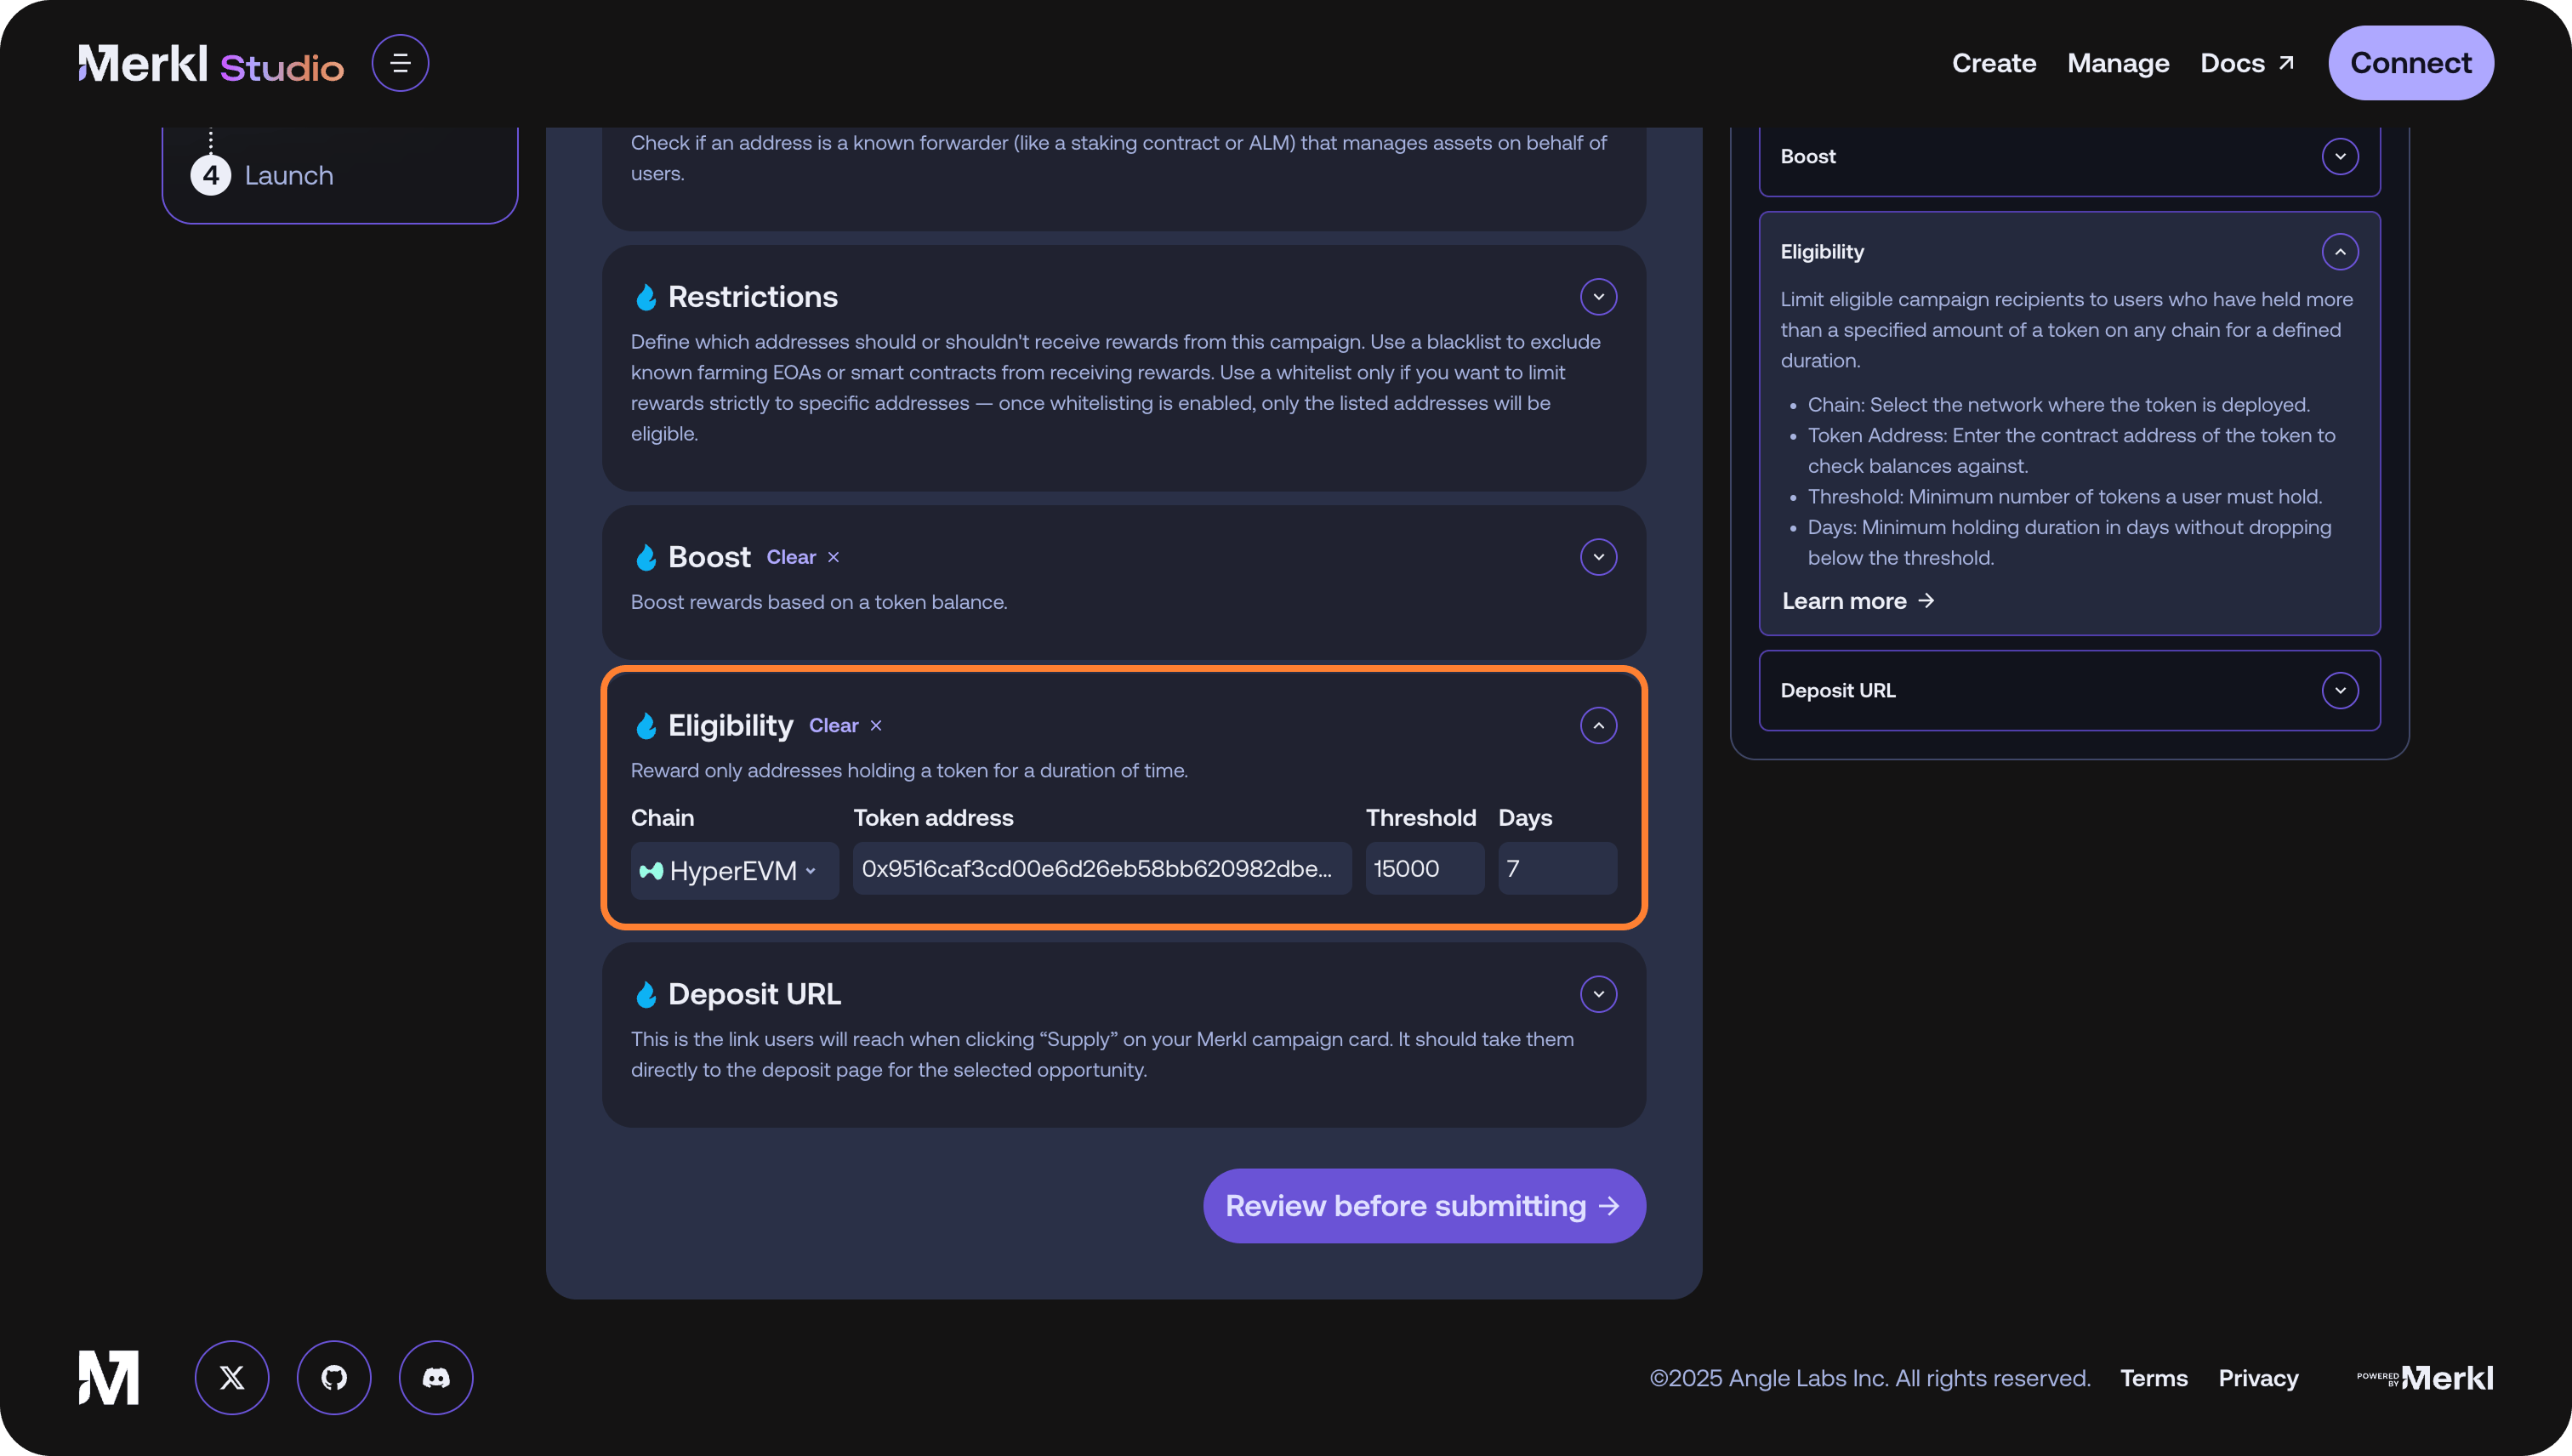 Merkl Studio
Create
Manage
Docs
Connect
4 Launch
Check if an address is a known forwarder (like a staking contract or ALM) that manages assets on behalf of
users.
Restrictions
Define which addresses should or shouldn't receive rewards from this campaign. Use a blacklist to exclude
known farming EOAs or smart contracts from receiving rewards. Use a whitelist only if you want to limit
rewards strictly to specific addresses — once whitelisting is enabled, only the listed addresses will be
eligible.
Boost Clear ×
Boost rewards based on a token balance.
Eligibility Clear ×
Reward only addresses holding a token for a duration of time.
Chain Token address Threshold Days
HyperEVM 0x9516caf3cd00e6d26eb58bb620982dbe... 15000 7
Deposit URL
This is the link users will reach when clicking “Supply” on your Merkl campaign card. It should take them
directly to the deposit page for the selected opportunity.
Review before submitting →
Boost
Eligibility
Limit eligible campaign recipients to users who have held more
than a specified amount of a token on any chain for a defined
duration.
• Chain: Select the network where the token is deployed.
• Token Address: Enter the contract address of the token to
check balances against.
• Threshold: Minimum number of tokens a user must hold.
• Days: Minimum holding duration in days without dropping
below the threshold.
Learn more →
Deposit URL
©2025 Angle Labs Inc. All rights reserved.
Terms
Privacy
POWERED BY Merkl